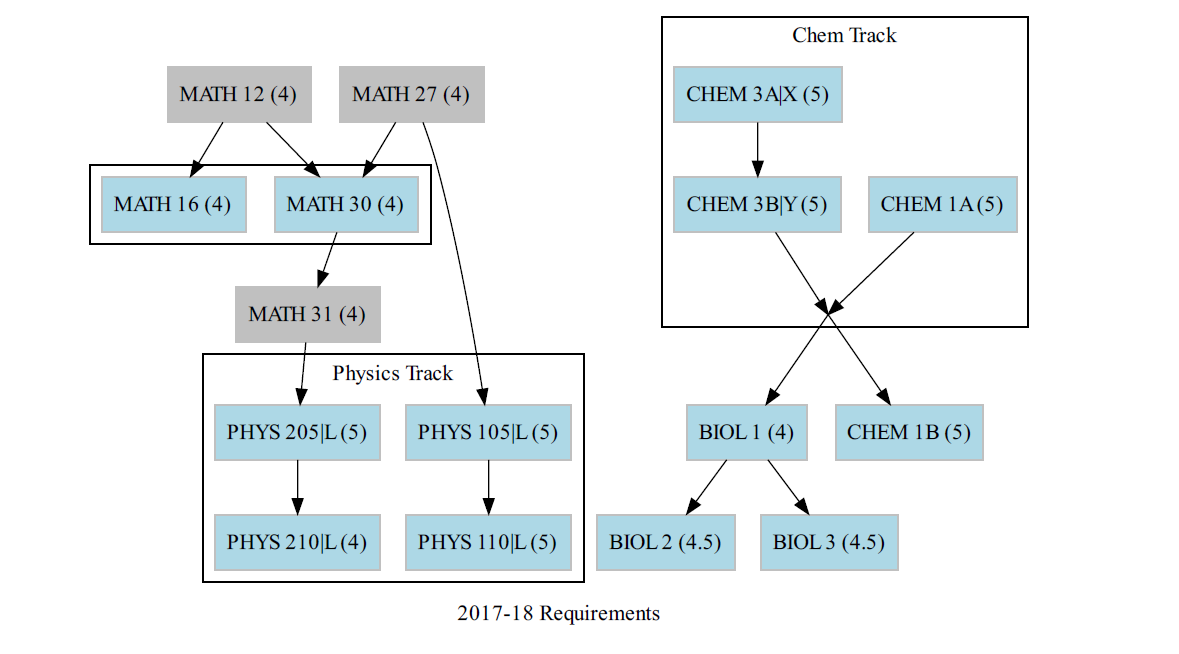 Chem Track
MATH 12 (4)
MATH 27 (4)
CHEM 3A|X (5)
MATH 16 (4)
MATH 30 (4)
CHEM 3B|Y (5)
CHEM 1A (5)
MATH 31 (4)
Physics Track
PHYS 205|L (5)
PHYS 105|L (5)
BIOL 1 (4)
CHEM 1B (5)
PHYS 210|L (4)
PHYS 110|L (5)
BIOL 2 (4.5)
BIOL 3 (4.5)
2017-18 Requirements